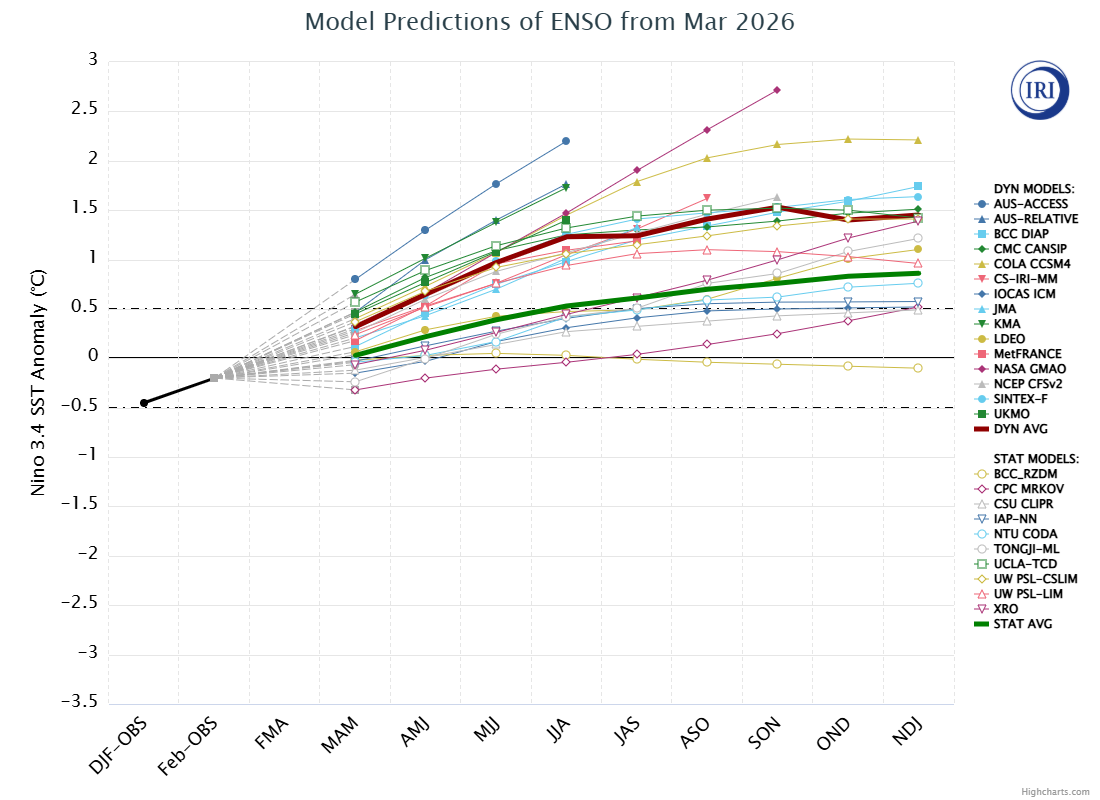 Model Predictions of ENSO from Mar 2026
Nino 3.4 SST Anomaly (°C)
3
2.5
2
1.5
1
0.5
0
−0.5
−1
−1.5
−2
−2.5
−3
−3.5
DJF-OBS
Feb-OBS
FMA
MAM
AMJ
MJJ
JJA
JAS
ASO
SON
OND
NDJ
IRI
DYN MODELS:
AUS-ACCESS
AUS-RELATIVE
BCC DIAP
CMC CANSIP
COLA CCSM4
CS-IRI-MM
IOCAS ICM
JMA
KMA
LDEO
MetFRANCE
NASA GMAO
NCEP CFSv2
SINTEX-F
UKMO
DYN AVG
STAT MODELS:
BCC_RZDM
CPC MRKOV
CSU CLIPR
IAP-NN
NTU CODA
TONGJI-ML
UCLA-TCD
UW PSL-CSLIM
UW PSL-LIM
XRO
STAT AVG
Highcharts.com